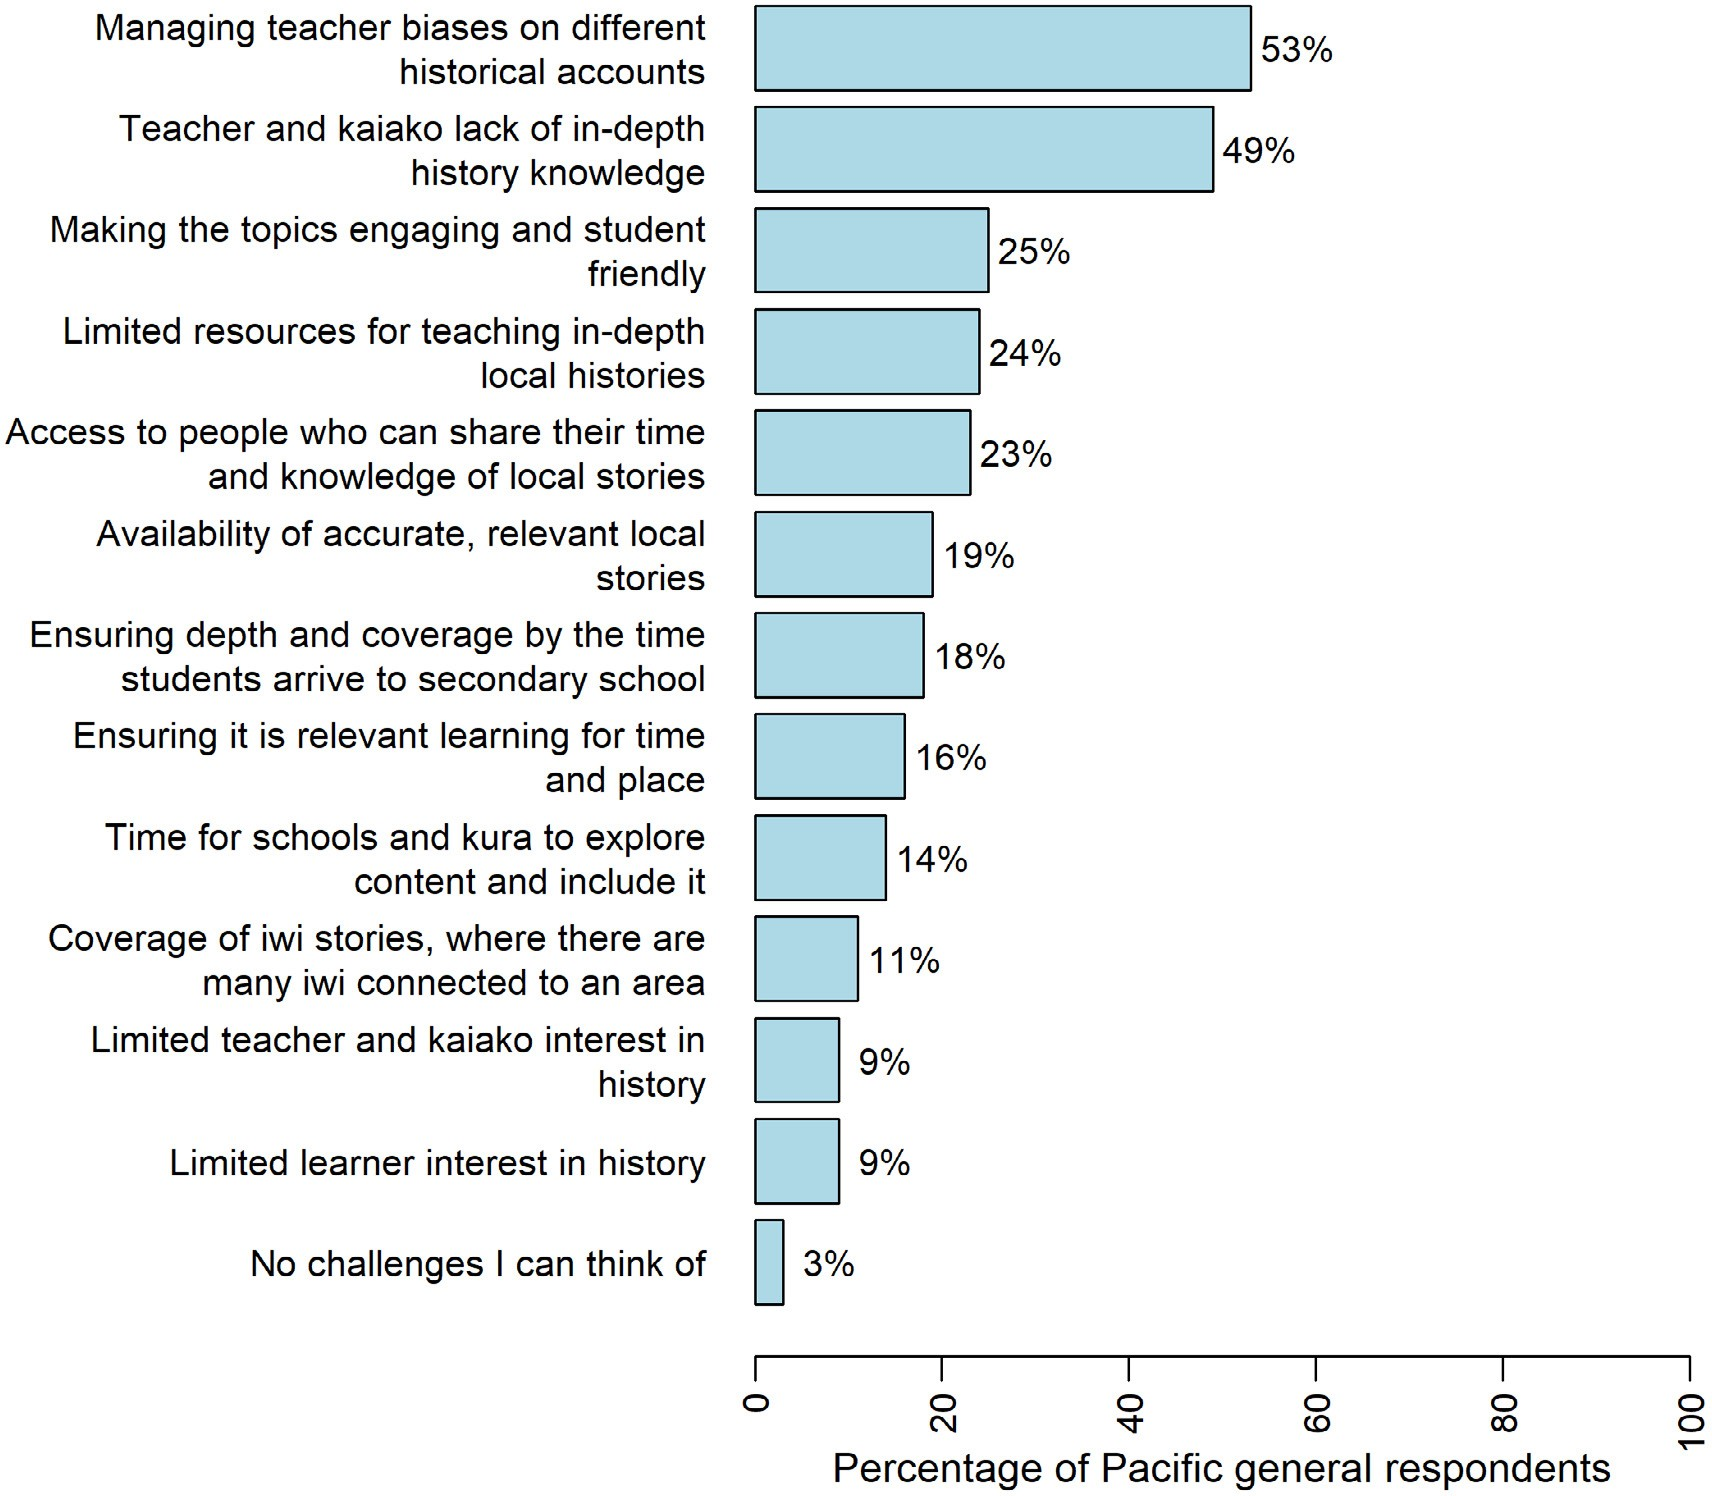 Managing teacher biases on different
historical accounts
53%
Teacher and kaiako lack of in-depth
history knowledge
49%
Making the topics engaging and student
friendly
25%
Limited resources for teaching in-depth
local histories
24%
Access to people who can share their time
and knowledge of local stories
23%
Availability of accurate, relevant local
stories
19%
Ensuring depth and coverage by the time
students arrive to secondary school
18%
Ensuring it is relevant learning for time
and place
16%
Time for schools and kura to explore
content and include it
14%
Coverage of iwi stories, where there are
many iwi connected to an area
11%
Limited teacher and kaiako interest in
history
9%
Limited learner interest in history
9%
No challenges I can think of
3%
0 20 40 60 80 100
Percentage of Pacific general respondents